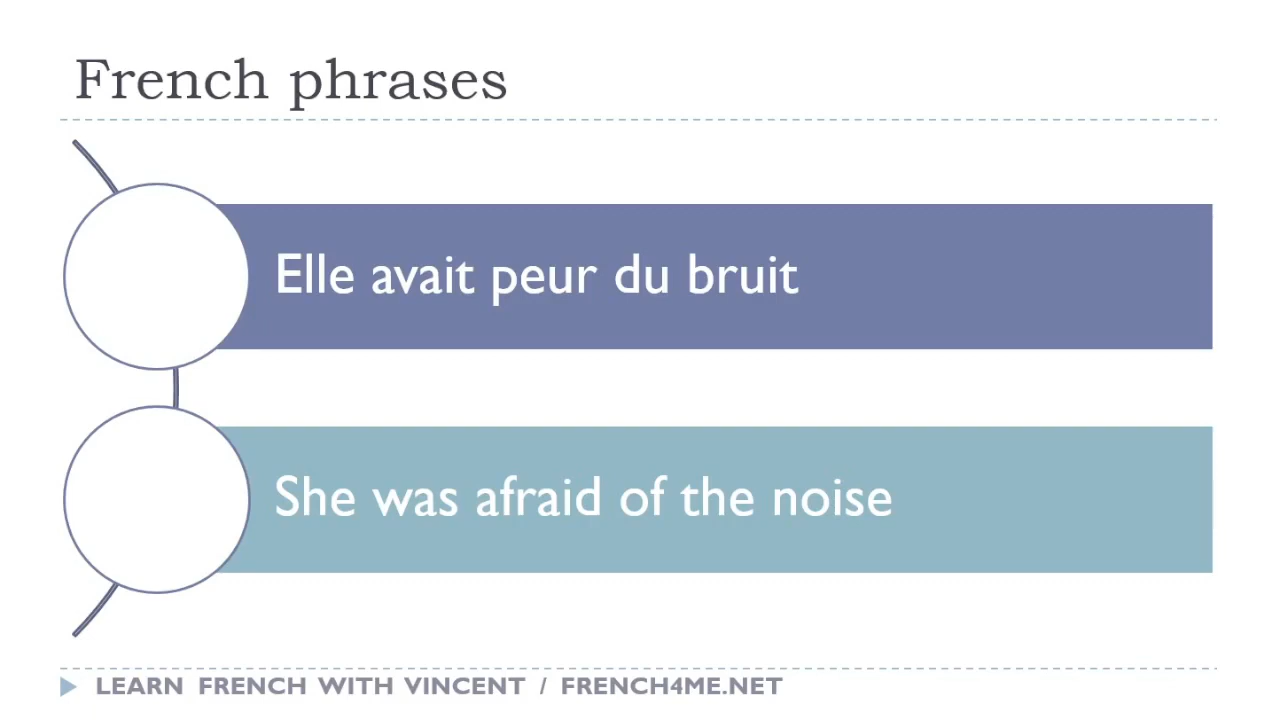 French phrases
Elle avait peur du bruit
She was afraid of the noise
LEARN FRENCH WITH VINCENT / FRENCH4ME.NET